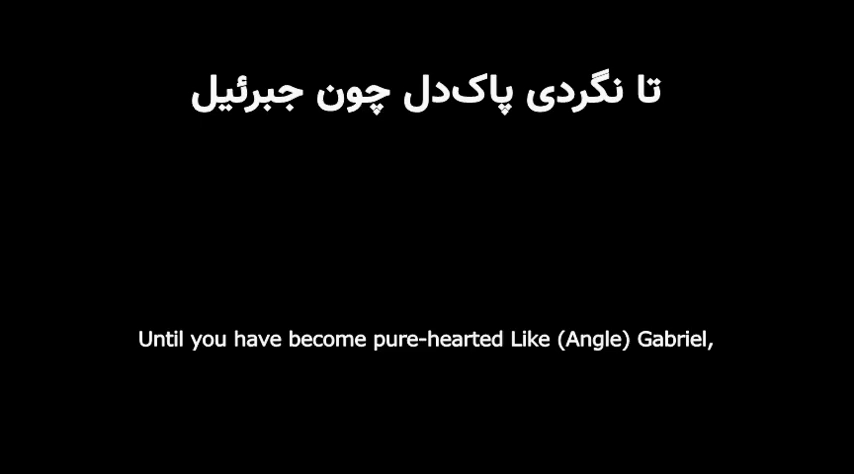 تا نگردی پاک‌دل چون جبرئیل
Until you have become pure-hearted Like (Angle) Gabriel,